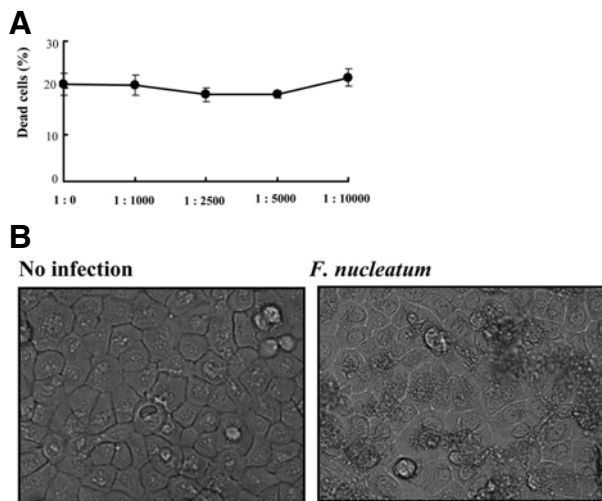 A
Dead cells (%)
30
20
10
0
1 : 0
1 : 1000
1 : 2500
1 : 5000
1 : 10000
B
No infection
F. nucleatum